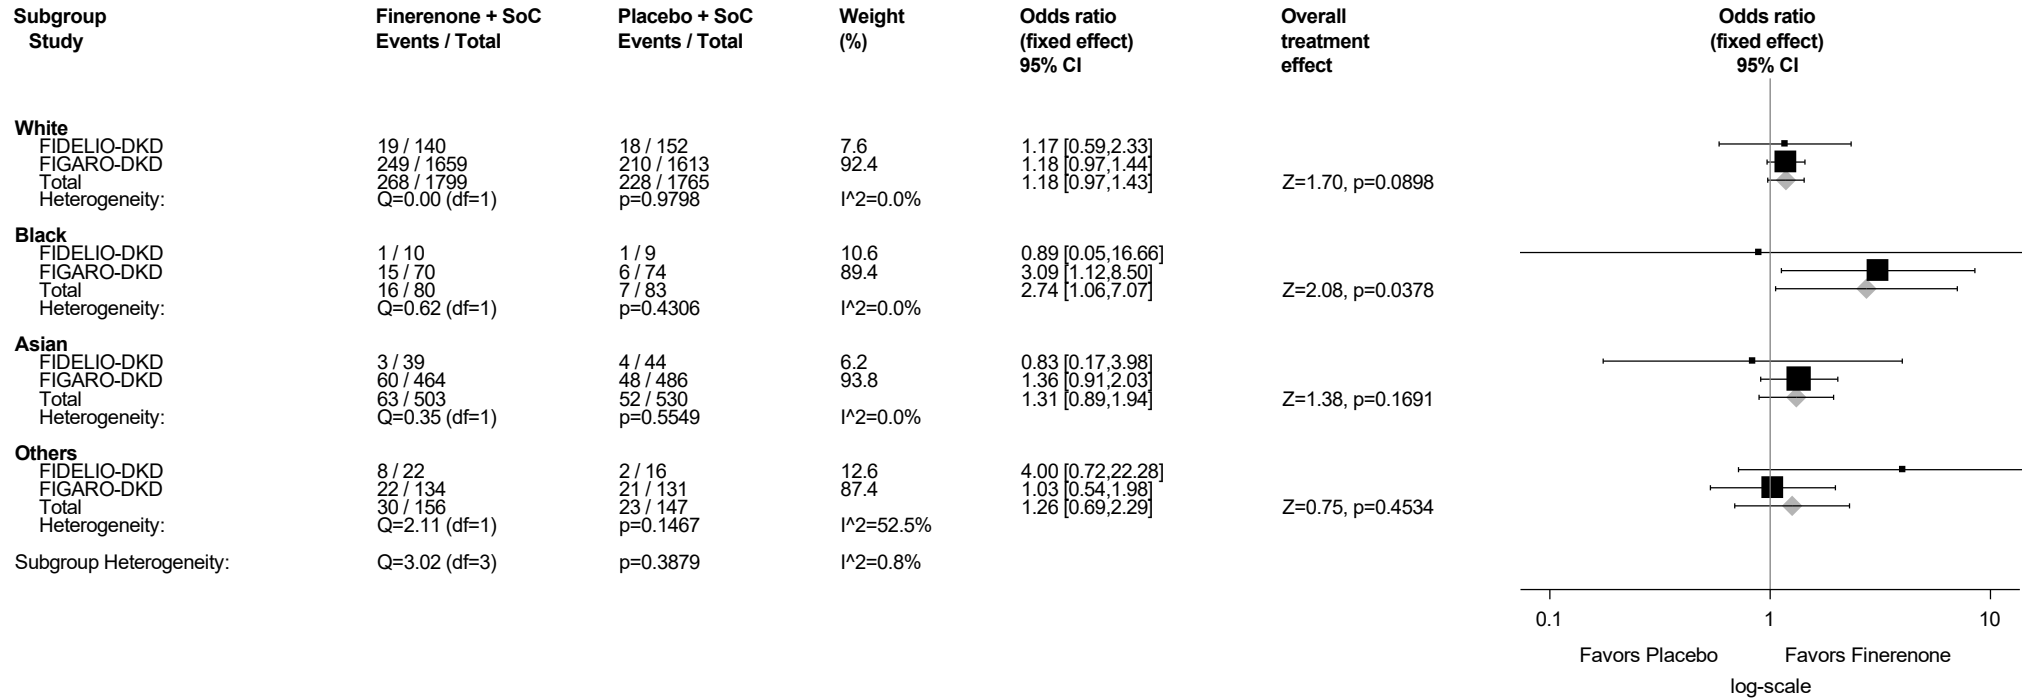 Subgroup Finerenone + SoC Placebo + SoC Weight Odds ratio Overall Odds ratio
Study Events / Total Events / Total (%) (fixed effect) treatment (fixed effect)
95% CI effect 95% CI
White
FIDELIO-DKD 19 / 140 18 / 152 7.6 1.17 [0.59,2.33]
FIGARO-DKD 249 / 1659 210 / 1613 92.4 1.18 [0.97,1.44]
Total 268 / 1799 228 / 1765 1.18 [0.97,1.43] Z=1.70, p=0.0898
Heterogeneity: Q=0.00 (df=1) p=0.9798 I^2=0.0%
Black
FIDELIO-DKD 1 / 10 1 / 9 10.6 0.89 [0.05,16.66]
FIGARO-DKD 15 / 70 6 / 74 89.4 3.09 [1.12,8.50]
Total 16 / 80 7 / 83 2.74 [1.06,7.07] Z=2.08, p=0.0378
Heterogeneity: Q=0.62 (df=1) p=0.4306 I^2=0.0%
Asian
FIDELIO-DKD 3 / 39 4 / 44 6.2 0.83 [0.17,3.98]
FIGARO-DKD 60 / 464 48 / 486 93.8 1.36 [0.91,2.03]
Total 63 / 503 52 / 530 1.31 [0.89,1.94] Z=1.38, p=0.1691
Heterogeneity: Q=0.35 (df=1) p=0.5549 I^2=0.0%
Others
FIDELIO-DKD 8 / 22 2 / 16 12.6 4.00 [0.72,22.28]
FIGARO-DKD 22 / 134 21 / 131 87.4 1.03 [0.54,1.98]
Total 30 / 156 23 / 147 1.26 [0.69,2.29] Z=0.75, p=0.4534
Heterogeneity: Q=2.11 (df=1) p=0.1467 I^2=52.5%
Subgroup Heterogeneity: Q=3.02 (df=3) p=0.3879 I^2=0.8%
0.1 1 10
Favors Placebo Favors Finerenone
log-scale